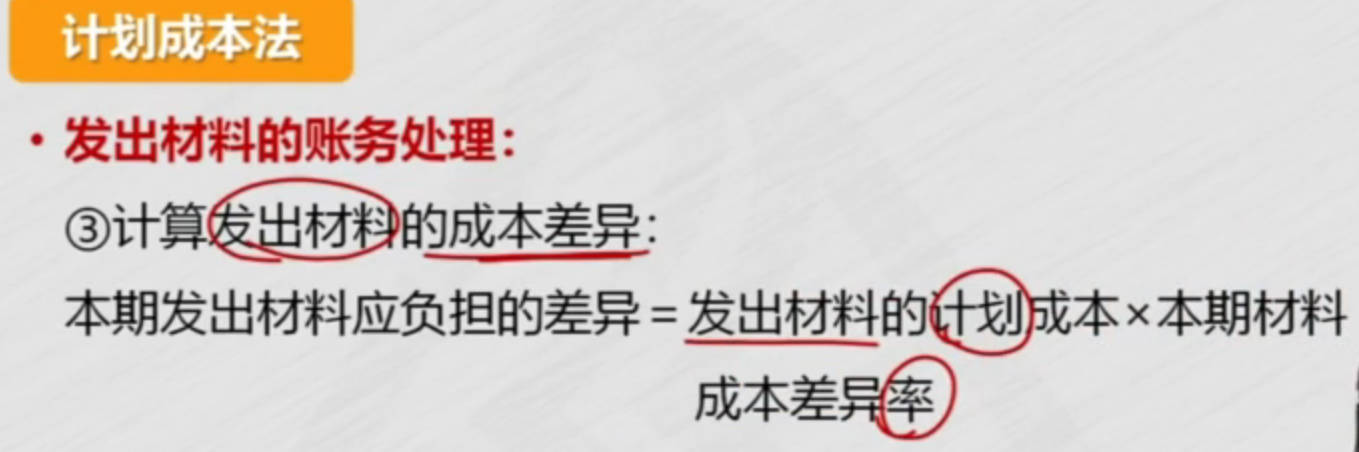 计划成本法
• 发出材料的账务处理：
③计算发出材料的成本差异：
本期发出材料应负担的差异＝发出材料的计划成本×本期材料
成本差异率